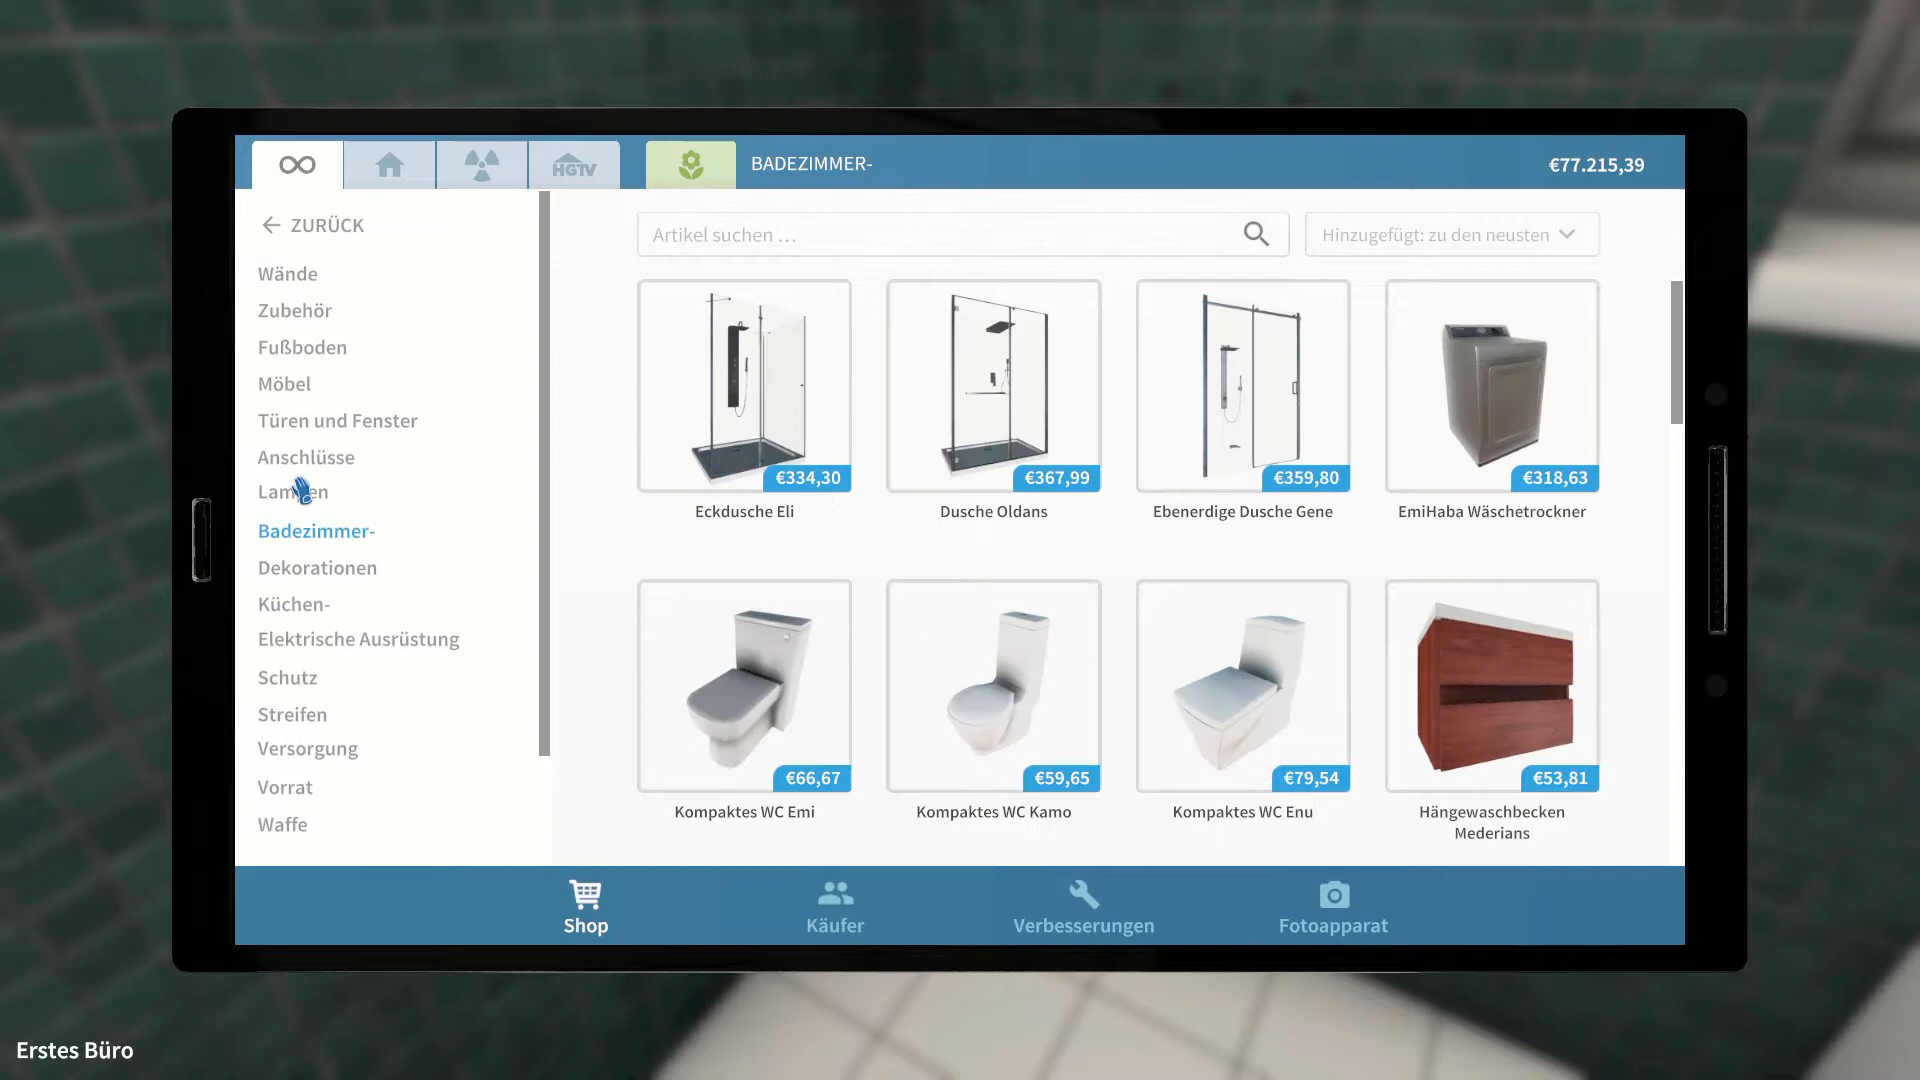 HGTV
BADEZIMMER-
€77.215,39
ZURÜCK
Wände
Zubehör
Fußboden
Möbel
Türen und Fenster
Anschlüsse
Lampen
Badezimmer-
Dekorationen
Küchen-
Elektrische Ausrüstung
Schutz
Streifen
Versorgung
Vorrat
Waffe
Artikel suchen ...
Hinzugefügt: zu den neusten
€334,30
€367,99
€359,80
€318,63
Eckdusche Eli
Dusche Oldans
Ebenerdige Dusche Gene
EmiHaba Wäschetrockner
€66,67
€59,65
€79,54
€53,81
Kompaktes WC Emi
Kompaktes WC Kamo
Kompaktes WC Enu
Hängewaschbecken
Mederians
Shop
Käufer
Verbesserungen
Fotoapparat
Erstes Büro